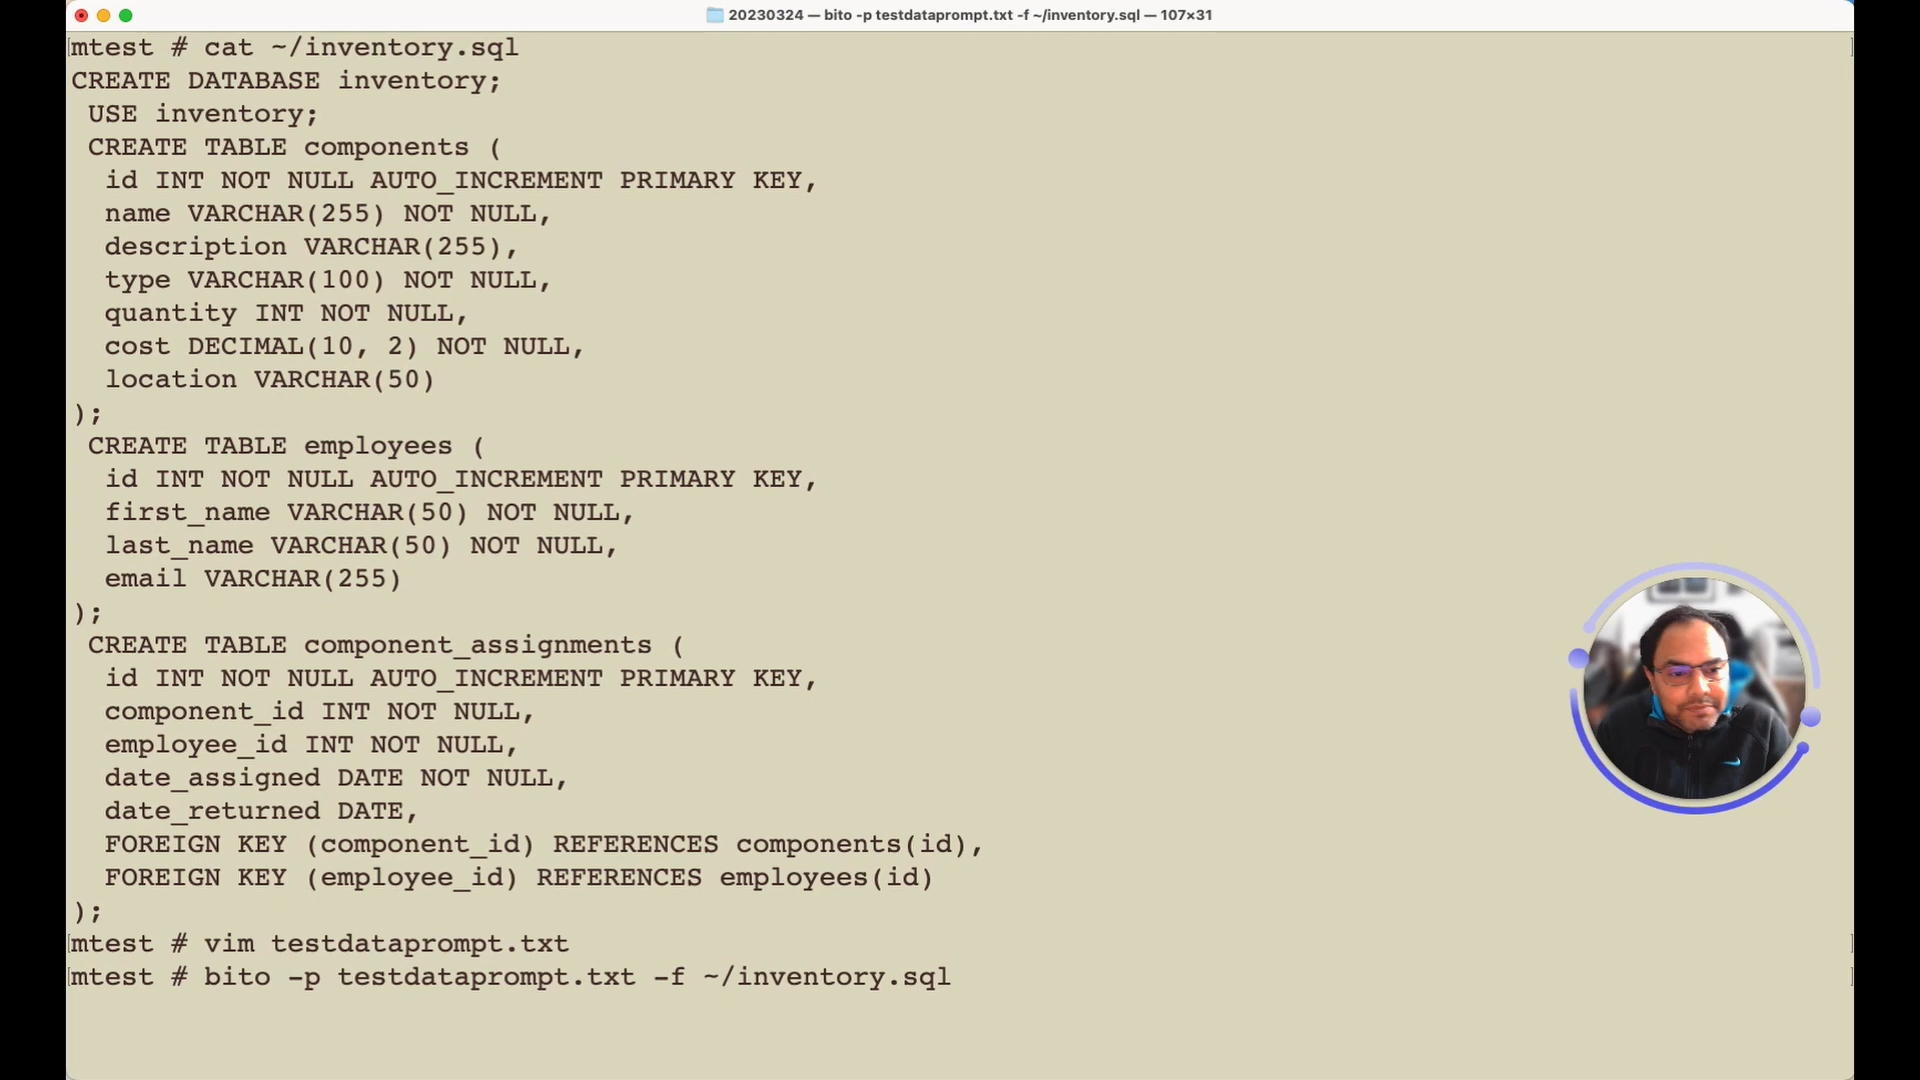 20230324 — bito -p testdataprompt.txt -f ~/inventory.sql — 107×31
mtest # cat ~/inventory.sql
CREATE DATABASE inventory;
 USE inventory;
 CREATE TABLE components (
  id INT NOT NULL AUTO_INCREMENT PRIMARY KEY,
  name VARCHAR(255) NOT NULL,
  description VARCHAR(255),
  type VARCHAR(100) NOT NULL,
  quantity INT NOT NULL,
  cost DECIMAL(10, 2) NOT NULL,
  location VARCHAR(50)
);
 CREATE TABLE employees (
  id INT NOT NULL AUTO_INCREMENT PRIMARY KEY,
  first_name VARCHAR(50) NOT NULL,
  last_name VARCHAR(50) NOT NULL,
  email VARCHAR(255)
);
 CREATE TABLE component_assignments (
  id INT NOT NULL AUTO_INCREMENT PRIMARY KEY,
  component_id INT NOT NULL,
  employee_id INT NOT NULL,
  date_assigned DATE NOT NULL,
  date_returned DATE,
  FOREIGN KEY (component_id) REFERENCES components(id),
  FOREIGN KEY (employee_id) REFERENCES employees(id)
);
mtest # vim testdataprompt.txt
mtest # bito -p testdataprompt.txt -f ~/inventory.sql